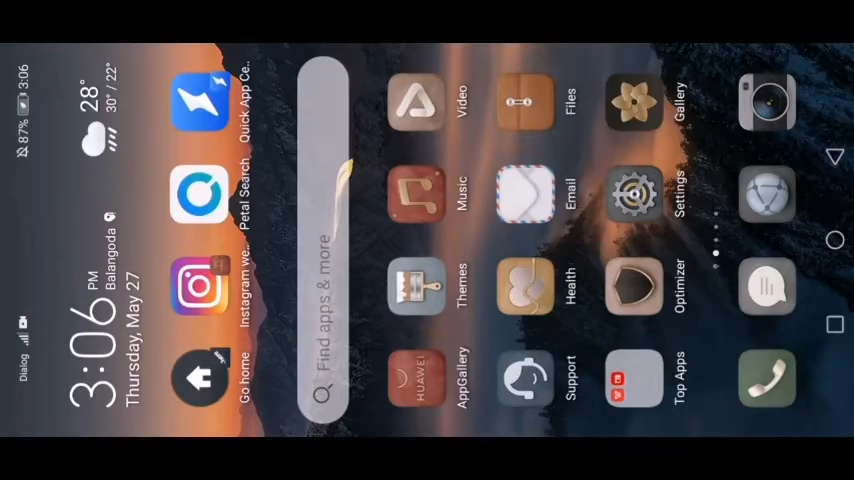 Dialog
87% 3:06
3:06 PM
Balangoda
Thursday, May 27
28°
30° / 22°
Go home
Instagram we..
Petal Search
Quick App Ce..
Find apps & more
HUAWEI
AppGallery
Themes
Music
Video
Support
Health
Email
Files
Top Apps
Optimizer
Settings
Gallery